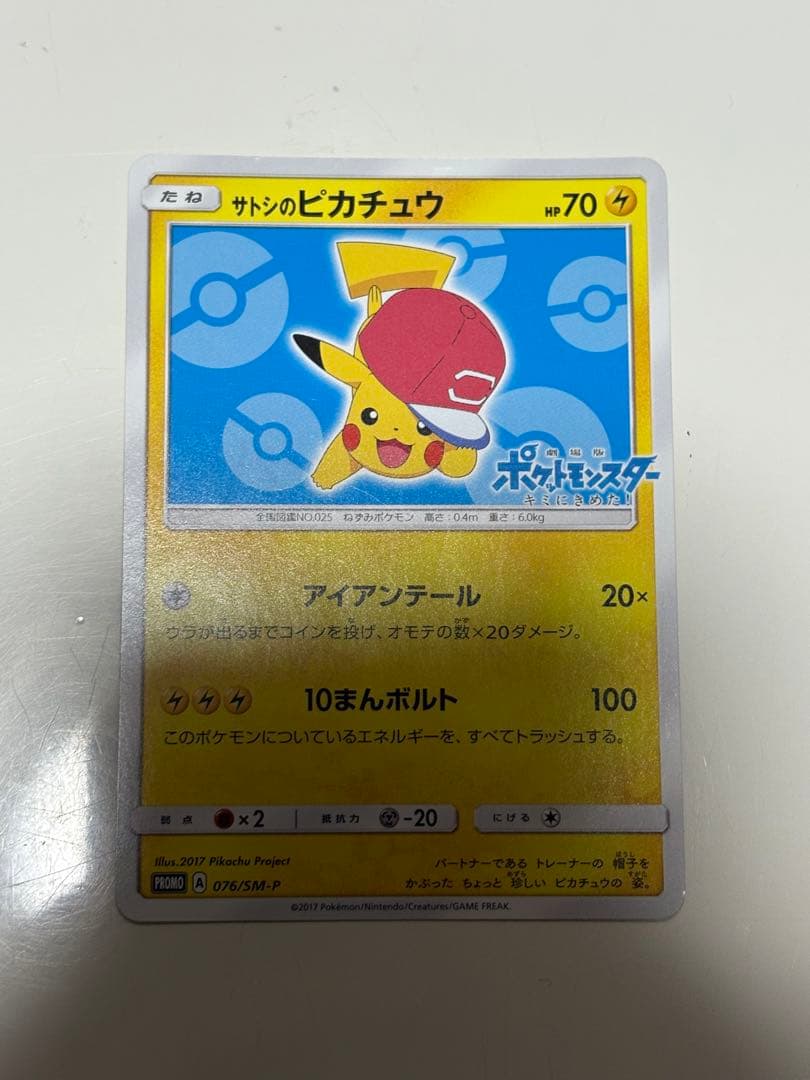 たね サトシのピカチュウ HP70
劇場版
ポケットモンスター
キミにきめた!
全国図鑑NO.025 ねずみポケモン 高さ:0.4m 重さ:6.0kg
アイアンテール 20×
ウラが出るまでコインを投げ、オモテの数×20ダメージ。
10まんボルト 100
このポケモンについているエネルギーを、すべてトラッシュする。
弱点 ×2 抵抗力 -20 にげる
Illus.2017 Pikachu Project
パートナーである トレーナーの 帽子を
かぶった ちょっと 珍しい ピカチュウの 姿。
PROMO A 076/SM-P
©2017 Pokémon/Nintendo/Creatures/GAME FREAK.